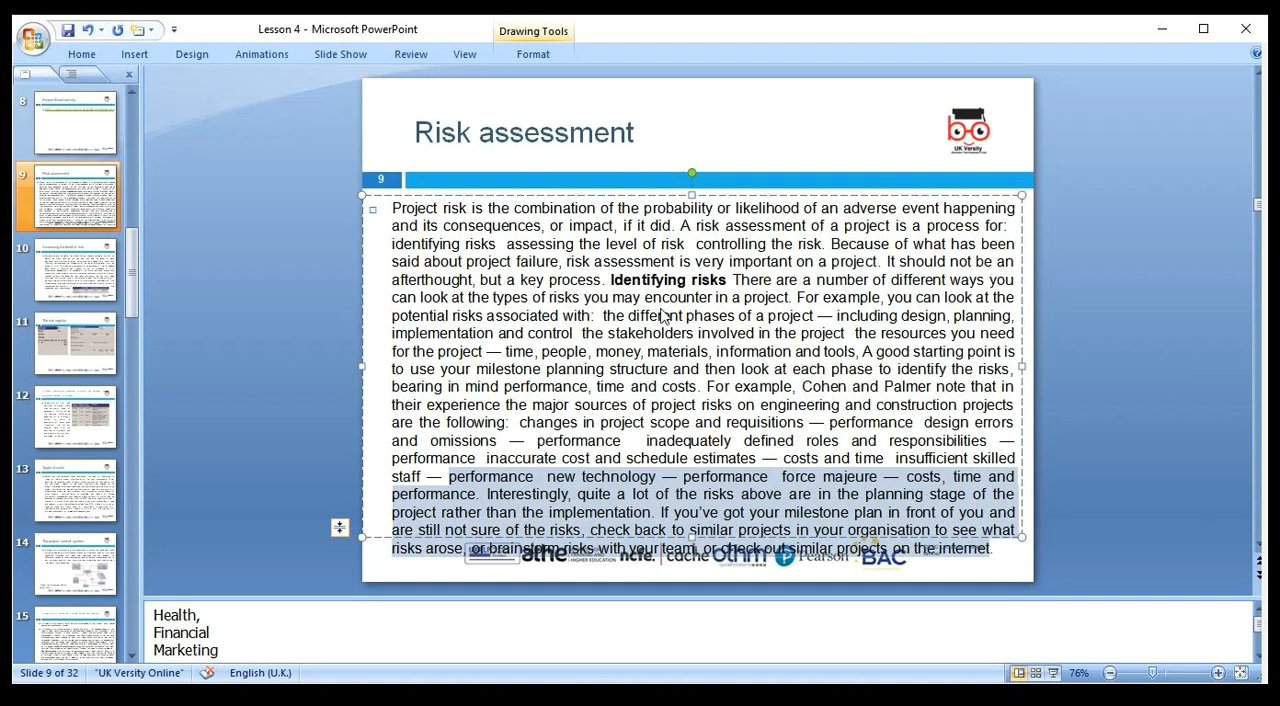 Lesson 4 - Microsoft PowerPoint
Drawing Tools
Home Insert Design Animations Slide Show Review View Format
8
9
10
11
12
13
14
15
Risk assessment
UK Versity
9
Project risk is the combination of the probability or likelihood of an adverse event happening
and its consequences, or impact, if it did. A risk assessment of a project is a process for:
identifying risks assessing the level of risk controlling the risk. Because of what has been
said about project failure, risk assessment is very important on a project. It should not be an
afterthought, but a key process. Identifying risks There are a number of different ways you
can look at the types of risks you may encounter in a project. For example, you can look at the
potential risks associated with: the different phases of a project — including design, planning,
implementation and control the stakeholders involved in the project the resources you need
for the project — time, people, money, materials, information and tools, A good starting point is
to use your milestone planning structure and then look at each phase to identify the risks,
bearing in mind performance, time and costs. For example, Cohen and Palmer note that in
their experience the major sources of project risks on engineering and construction projects
are the following: changes in project scope and requisitions — performance design errors
and omissions — performance inadequately defined roles and responsibilities —
performance inaccurate cost and schedule estimates — costs and time insufficient skilled
staff — performance new technology — performance force majeure — costs, time and
performance Interestingly, quite a lot of the risks above are in the planning stage of the
project rather than the implementation. If you've got your milestone plan in front of you and
are still not sure of the risks, check back to similar projects in your organisation to see what
risks arose, or brainstorm risks with your team, or check out similar projects on the internet.
athe HIGHER EDUCATION ncfe. cache othm Pearson BAC
Health,
Financial
Marketing
Slide 9 of 32 "UK Versity Online" English (U.K.) 76%